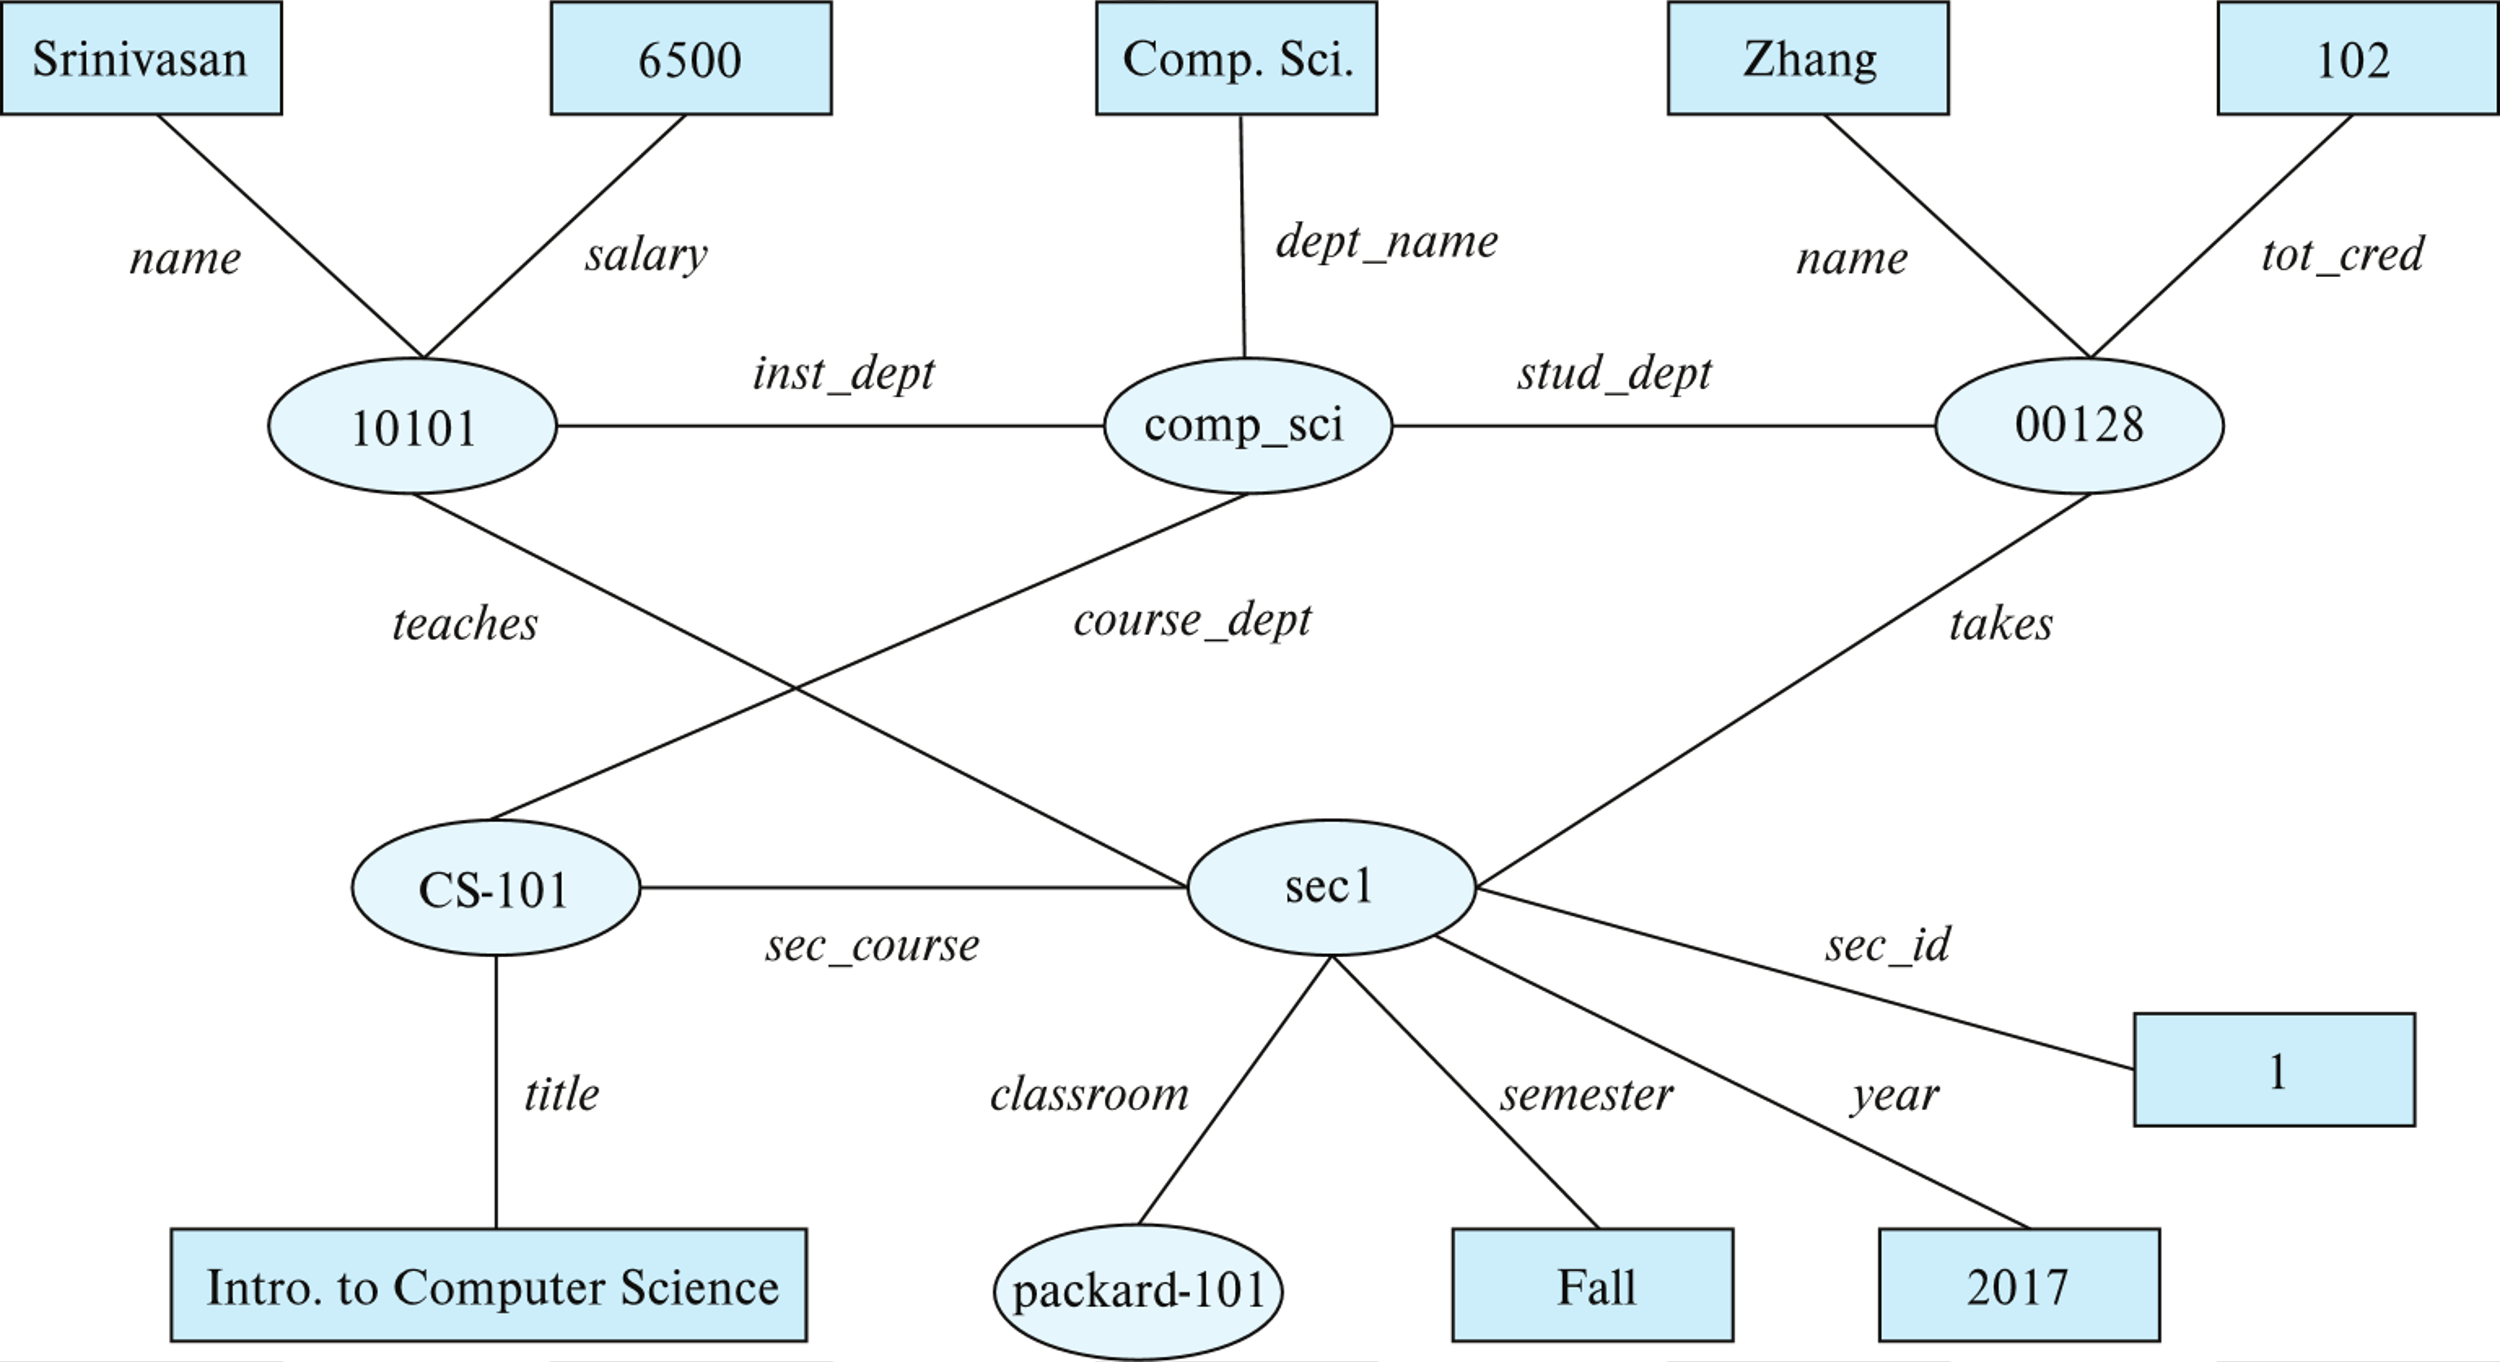 Srinivasan
6500
Comp. Sci.
Zhang
102
name
salary
dept_name
name
tot_cred
inst_dept
stud_dept
10101
comp_sci
00128
teaches
course_dept
takes
CS-101
sec1
sec_course
sec_id
title
classroom
semester
year
1
Intro. to Computer Science
packard-101
Fall
2017